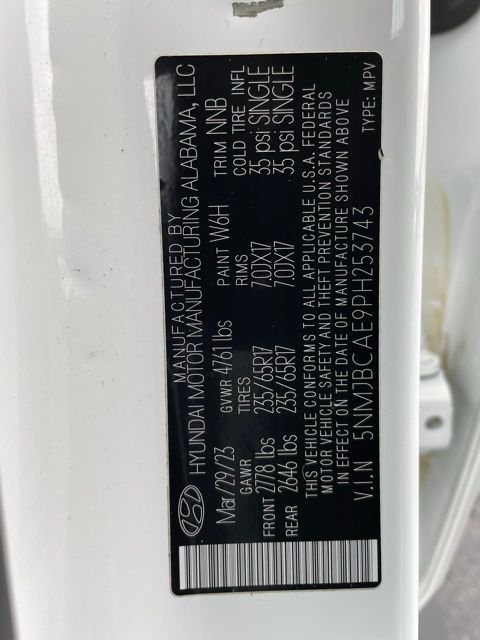 MANUFACTURED BY
HYUNDAI MOTOR MANUFACTURING ALABAMA, LLC
Mar/29/23 GVWR 4761 lbs PAINT W6H TRIM NNB
GAWR TIRES RIMS COLD TIRE INFL
FRONT 2778 lbs 235/65R17 7.0JX17 35 psi SINGLE
REAR 2646 lbs 235/65R17 7.0JX17 35 psi SINGLE
THIS VEHICLE CONFORMS TO ALL APPLICABLE U.S.A. FEDERAL
MOTOR VEHICLE SAFETY AND THEFT PREVENTION STANDARDS
IN EFFECT ON THE DATE OF MANUFACTURE SHOWN ABOVE
V.I.N 5NMJBCAE9PH253743 TYPE: MPV